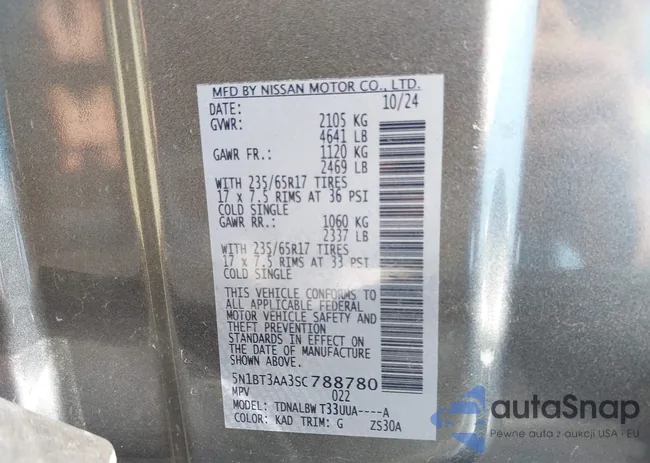 MFD BY NISSAN MOTOR CO., LTD.
DATE: 10/24
GVWR: 2105 KG
4641 LB
GAWR FR.: 1120 KG
2469 LB
WITH 235/65R17 TIRES
17 x 7.5 RIMS AT 36 PSI
COLD SINGLE
GAWR RR.: 1060 KG
2337 LB
WITH 235/65R17 TIRES
17 x 7.5 RIMS AT 33 PSI
COLD SINGLE
THIS VEHICLE CONFORMS TO
ALL APPLICABLE FEDERAL
MOTOR VEHICLE SAFETY AND
THEFT PREVENTION
STANDARDS IN EFFECT ON
THE DATE OF MANUFACTURE
SHOWN ABOVE.
5N1BT3AA3SC788780
MPV 022
MODEL: TDNALBW T33UUA----A
COLOR: KAD TRIM: G ZS30A
autoSnap
Pewne auta z aukcji USA i EU